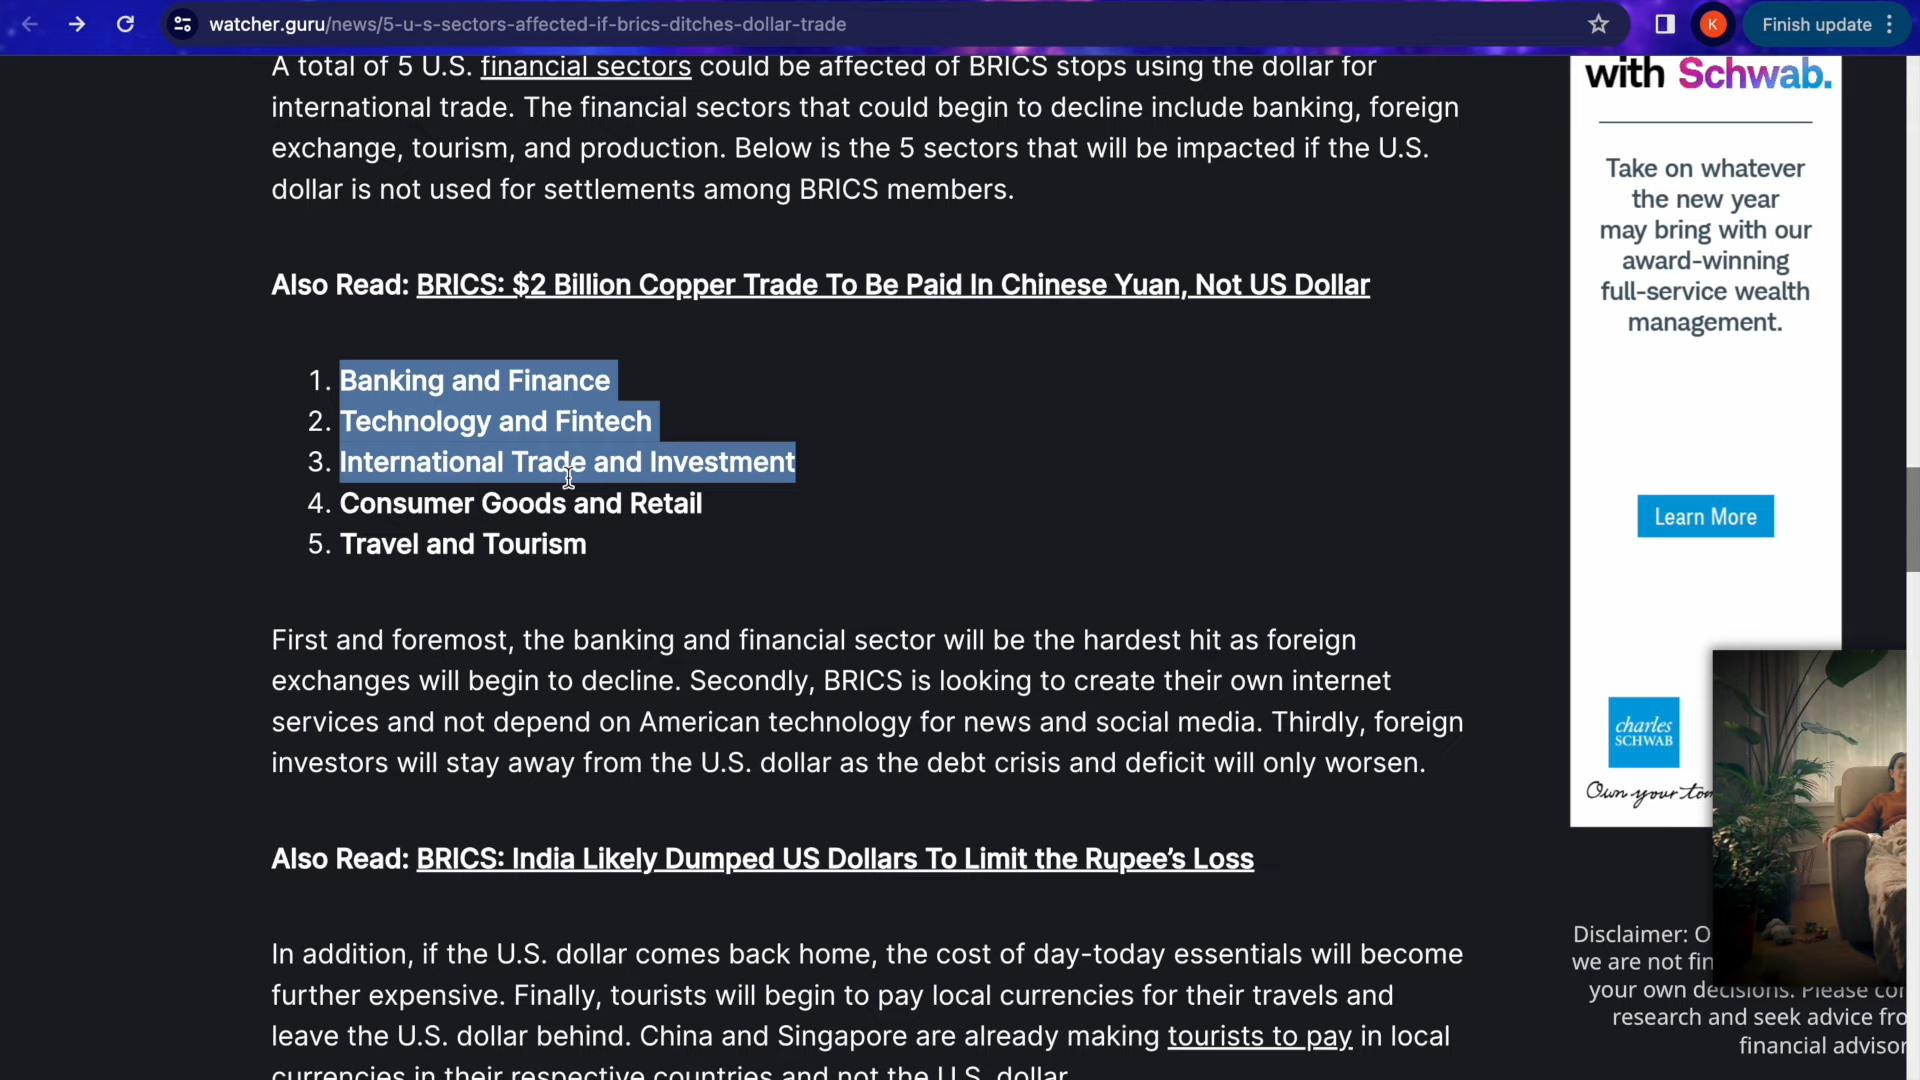 watcher.guru/news/5-u-s-sectors-affected-if-brics-ditches-dollar-trade
K
Finish update
A total of 5 U.S. financial sectors could be affected of BRICS stops using the dollar for
international trade. The financial sectors that could begin to decline include banking, foreign
exchange, tourism, and production. Below is the 5 sectors that will be impacted if the U.S.
dollar is not used for settlements among BRICS members.
Also Read: BRICS: $2 Billion Copper Trade To Be Paid In Chinese Yuan, Not US Dollar
1. Banking and Finance
2. Technology and Fintech
3. International Trade and Investment
4. Consumer Goods and Retail
5. Travel and Tourism
First and foremost, the banking and financial sector will be the hardest hit as foreign
exchanges will begin to decline. Secondly, BRICS is looking to create their own internet
services and not depend on American technology for news and social media. Thirdly, foreign
investors will stay away from the U.S. dollar as the debt crisis and deficit will only worsen.
Also Read: BRICS: India Likely Dumped US Dollars To Limit the Rupee’s Loss
In addition, if the U.S. dollar comes back home, the cost of day-today essentials will become
further expensive. Finally, tourists will begin to pay local currencies for their travels and
leave the U.S. dollar behind. China and Singapore are already making tourists to pay in local
currencies in their respective countries and not the U.S. dollar.
with Schwab.
Take on whatever
the new year
may bring with our
award-winning
full-service wealth
management.
Learn More
charles
SCHWAB
Own your tom
Disclaimer: O
we are not fin
your own decisions. Please con
research and seek advice fro
financial advisor